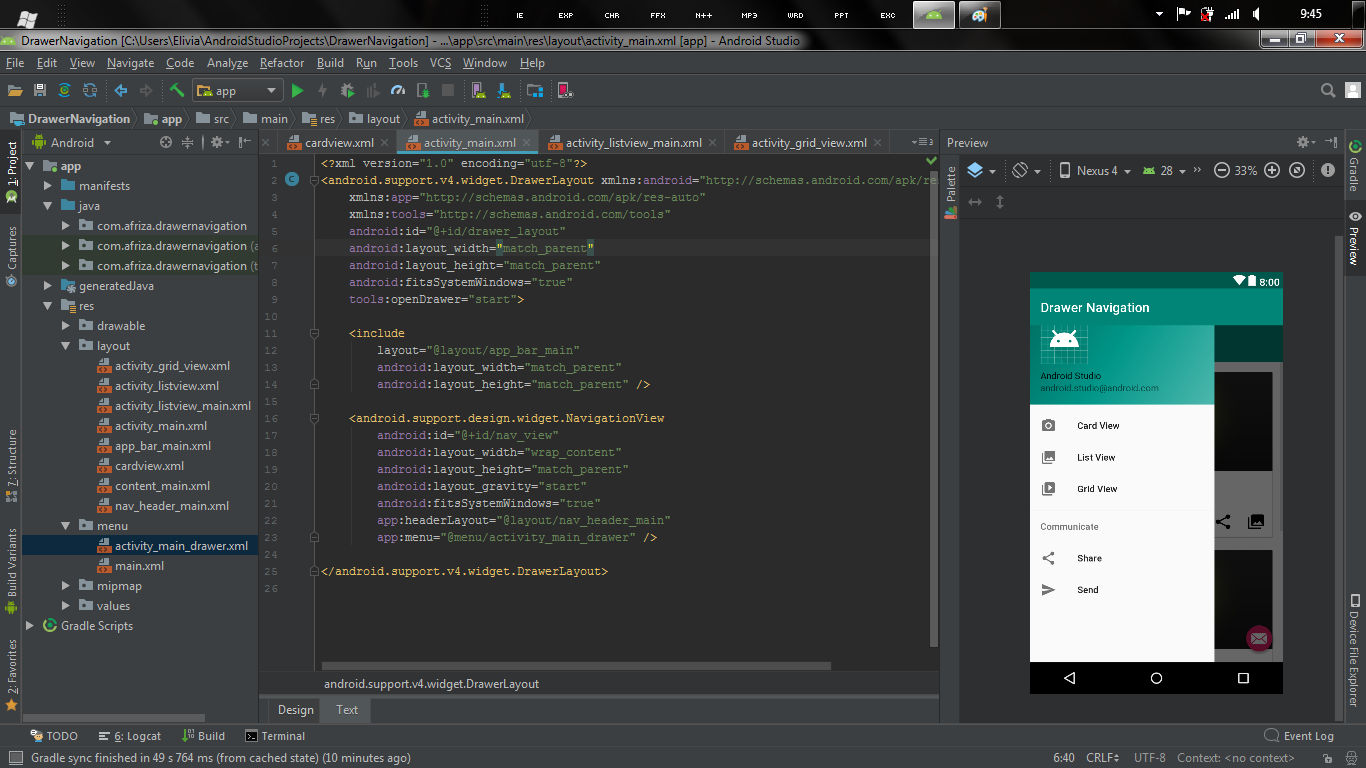 IE EXP CHR FFX N++ MP3 WRD PPT EXC 9:45
DrawerNavigation [C:\Users\Elivia\AndroidStudioProjects\DrawerNavigation] - ...\app\src\main\res\layout\activity_main.xml [app] - Android Studio
File Edit View Navigate Code Analyze Refactor Build Run Tools VCS Window Help
app
DrawerNavigation app src main res layout activity_main.xml
1: Project
Captures
7: Structure
Build Variants
2: Favorites
Android
app
manifests
java
com.afriza.drawernavigation
com.afriza.drawernavigation (a
com.afriza.drawernavigation (t
generatedJava
res
drawable
layout
activity_grid_view.xml
activity_listview.xml
activity_listview_main.xml
activity_main.xml
app_bar_main.xml
cardview.xml
content_main.xml
nav_header_main.xml
menu
activity_main_drawer.xml
main.xml
mipmap
values
Gradle Scripts
cardview.xml activity_main.xml activity_listview_main.xml activity_grid_view.xml
1 <?xml version="1.0" encoding="utf-8"?>
2 <android.support.v4.widget.DrawerLayout xmlns:android="http://schemas.android.com/apk/re
3 xmlns:app="http://schemas.android.com/apk/res-auto"
4 xmlns:tools="http://schemas.android.com/tools"
5 android:id="@+id/drawer_layout"
6 android:layout_width="match_parent"
7 android:layout_height="match_parent"
8 android:fitsSystemWindows="true"
9 tools:openDrawer="start">
10
11 <include
12 layout="@layout/app_bar_main"
13 android:layout_width="match_parent"
14 android:layout_height="match_parent" />
15
16 <android.support.design.widget.NavigationView
17 android:id="@+id/nav_view"
18 android:layout_width="wrap_content"
19 android:layout_height="match_parent"
20 android:layout_gravity="start"
21 android:fitsSystemWindows="true"
22 app:headerLayout="@layout/nav_header_main"
23 app:menu="@menu/activity_main_drawer" />
24
25 </android.support.v4.widget.DrawerLayout>
26
android.support.v4.widget.DrawerLayout
Design Text
Preview
Palette
Nexus 4 28 33%
8:00
Drawer Navigation
Android Studio
android.studio@android.com
Card View
List View
Grid View
Communicate
Share
Send
Gradle
Preview
Device File Explorer
TODO 6: Logcat Build Terminal Event Log
Gradle sync finished in 49 s 764 ms (from cached state) (10 minutes ago) 6:40 CRLF UTF-8 Context: <no context>